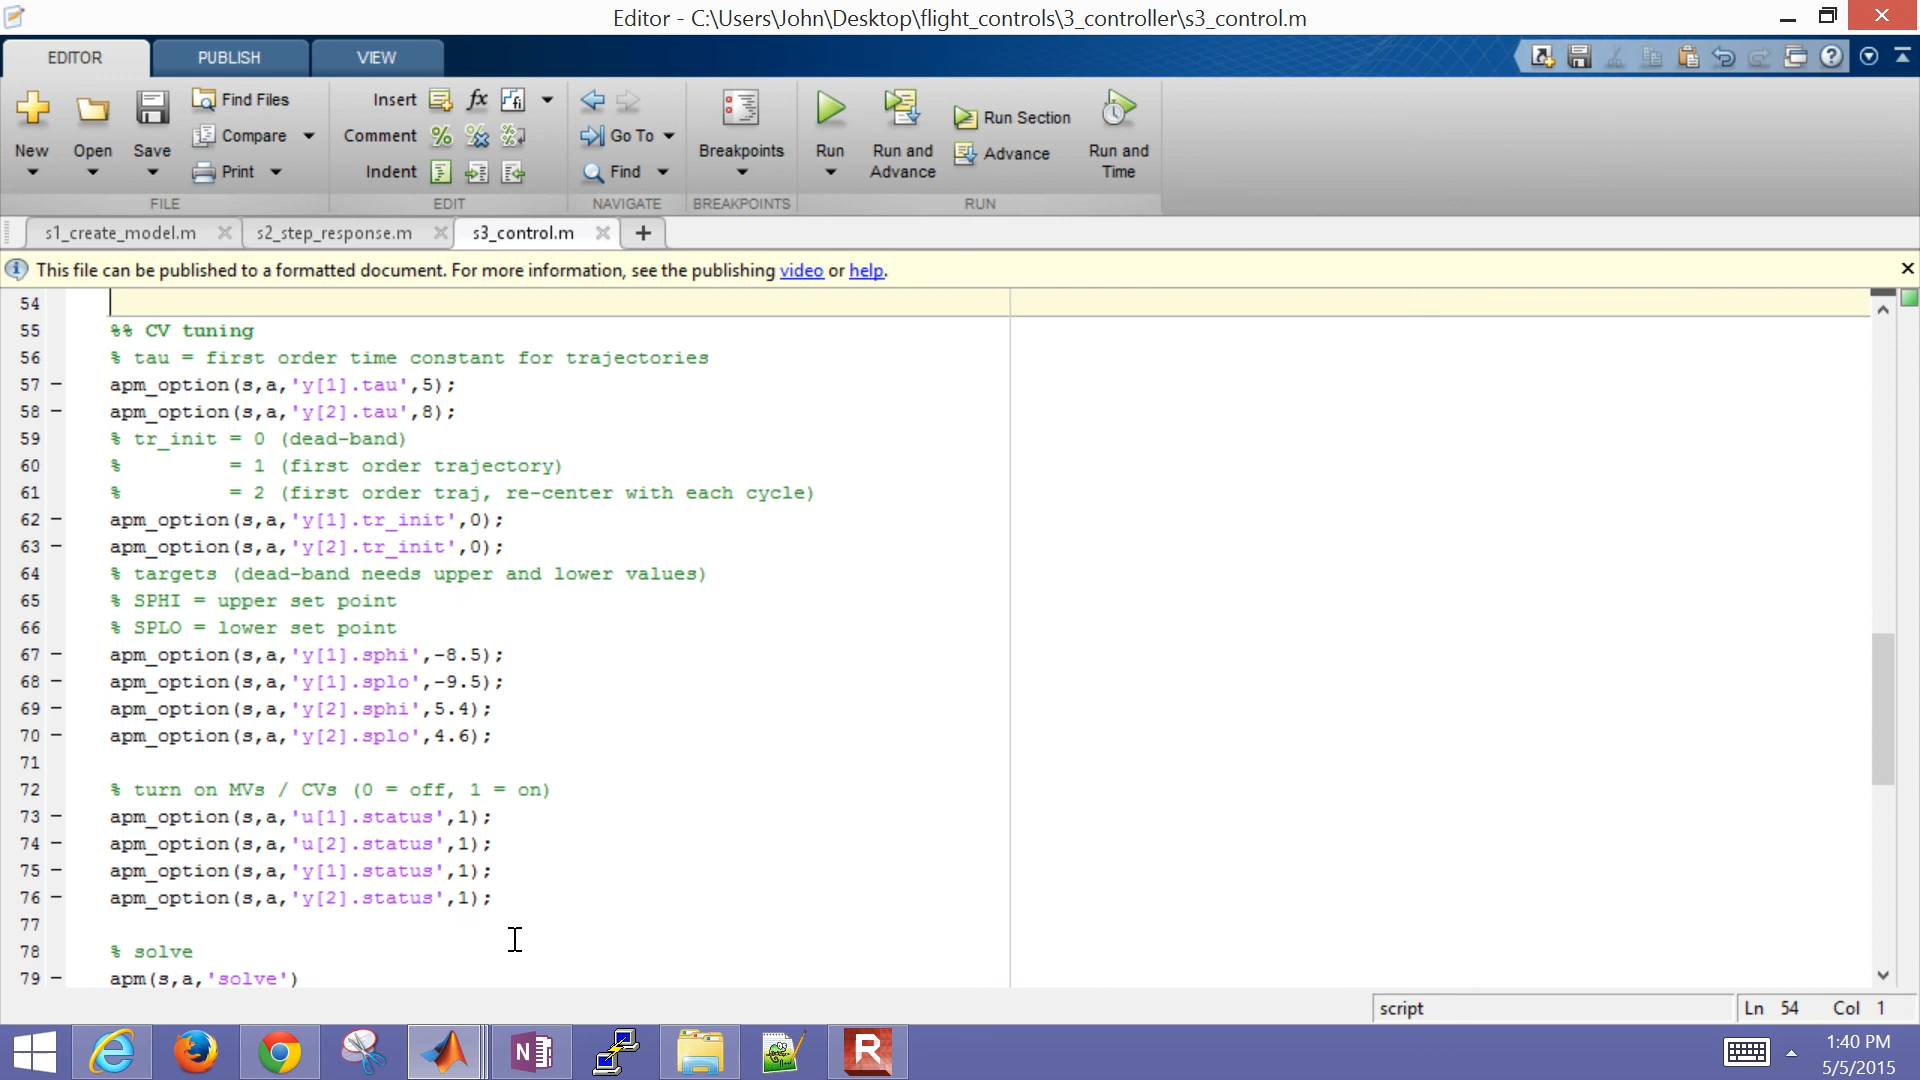 Editor - C:\Users\John\Desktop\flight_controls\3_controller\s3_control.m
EDITOR PUBLISH VIEW
New Open Save Find Files Compare Print
FILE
Insert fx
Comment
Indent
EDIT
Go To
Find
NAVIGATE
Breakpoints
BREAKPOINTS
Run Run and Advance Run Section Advance Run and Time
RUN
s1_create_model.m s2_step_response.m s3_control.m
This file can be published to a formatted document. For more information, see the publishing video or help.
54
55 %% CV tuning
56 % tau = first order time constant for trajectories
57 – apm_option(s,a,'y[1].tau',5);
58 – apm_option(s,a,'y[2].tau',8);
59 % tr_init = 0 (dead-band)
60 %         = 1 (first order trajectory)
61 %         = 2 (first order traj, re-center with each cycle)
62 – apm_option(s,a,'y[1].tr_init',0);
63 – apm_option(s,a,'y[2].tr_init',0);
64 % targets (dead-band needs upper and lower values)
65 % SPHI = upper set point
66 % SPLO = lower set point
67 – apm_option(s,a,'y[1].sphi',-8.5);
68 – apm_option(s,a,'y[1].splo',-9.5);
69 – apm_option(s,a,'y[2].sphi',5.4);
70 – apm_option(s,a,'y[2].splo',4.6);
71
72 % turn on MVs / CVs (0 = off, 1 = on)
73 – apm_option(s,a,'u[1].status',1);
74 – apm_option(s,a,'u[2].status',1);
75 – apm_option(s,a,'y[1].status',1);
76 – apm_option(s,a,'y[2].status',1);
77
78 % solve
79 – apm(s,a,'solve')
script Ln 54 Col 1
1:40 PM
5/5/2015